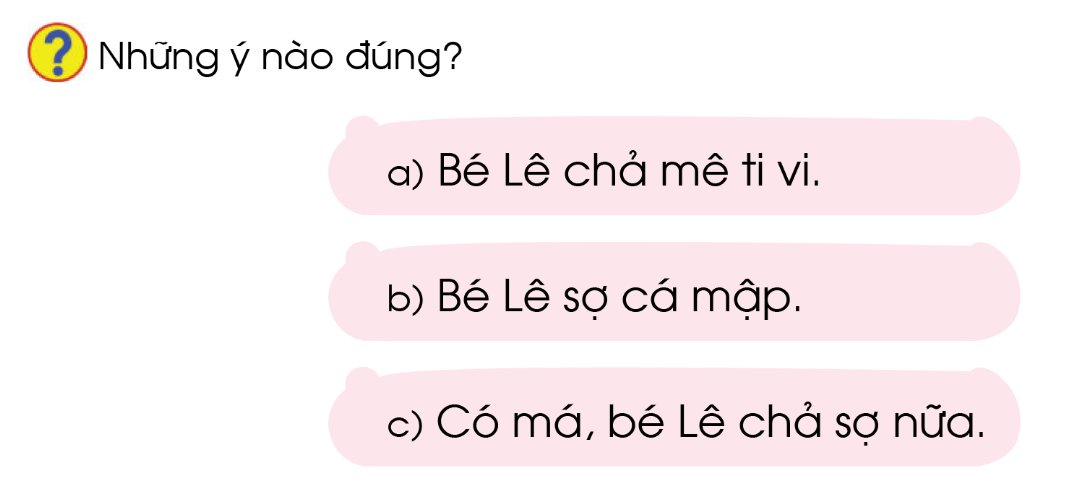 ? Những ý nào đúng?
a) Bé Lê chả mê ti vi.
b) Bé Lê sợ cá mập.
c) Có má, bé Lê chả sợ nữa.